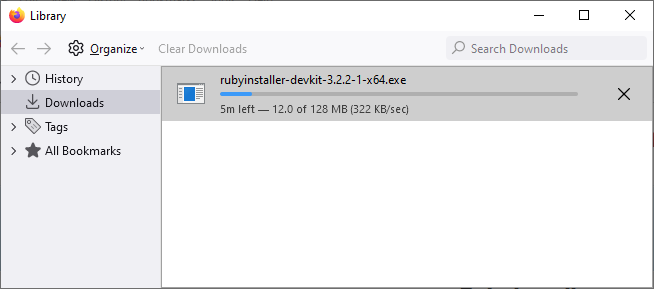 Library
Organize
Clear Downloads
Search Downloads
History
Downloads
Tags
All Bookmarks
rubyinstaller-devkit-3.2.2-1-x64.exe
5m left — 12.0 of 128 MB (322 KB/sec)